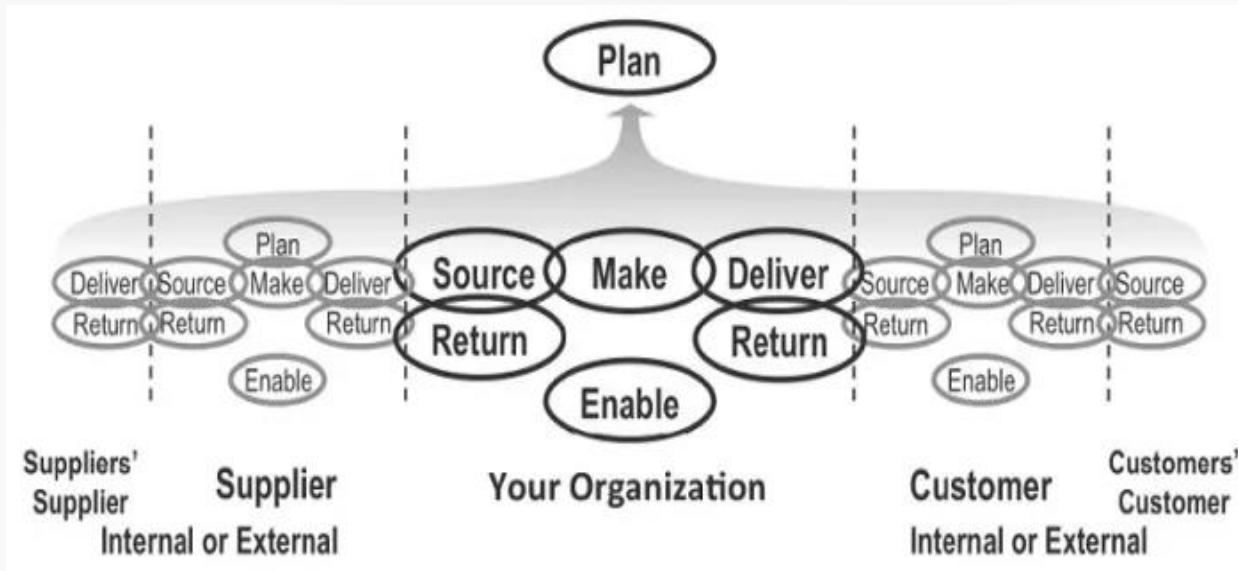 Plan
Plan
Plan
Deliver Source Make Deliver Source Make Deliver Source Make Deliver Source
Return Return Return Return Return Return Return Return
Enable Enable Enable
Suppliers' Supplier Your Organization Customer Customers'
Supplier Customer
Internal or External Internal or External